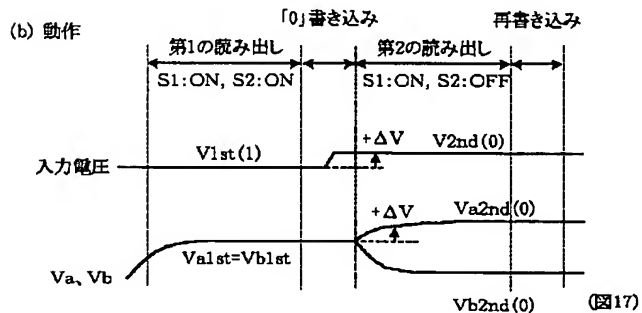 「0」書き込み
再書き込み
(b) 動作
第1の読み出し
第2の読み出し
S1:ON, S2:ON
S1:ON, S2:OFF
+ΔV
V1st(1)
V2nd(0)
入力電圧
+ΔV
Va2nd(0)
Va1st=Vb1st
Va、Vb
Vb2nd(0)
(図17)